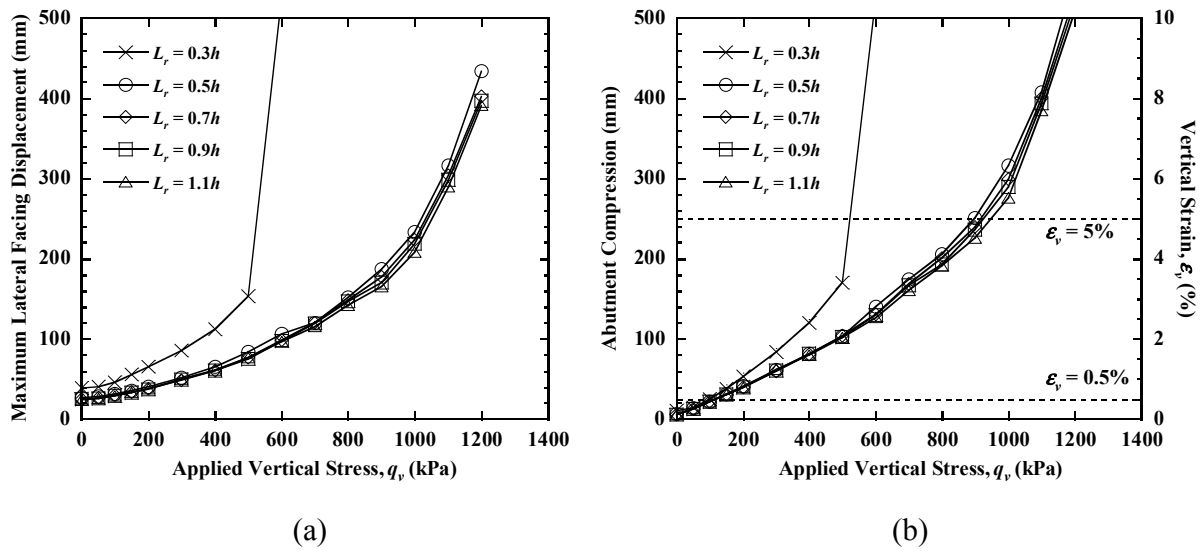 500
400
300
200
100
0
Maximum Lateral Facing Displacement (mm)
L_r = 0.3h
L_r = 0.5h
L_r = 0.7h
L_r = 0.9h
L_r = 1.1h
0 200 400 600 800 1000 1200 1400
Applied Vertical Stress, q_v (kPa)
(a)
500
400
300
200
100
0
Abutment Compression (mm)
L_r = 0.3h
L_r = 0.5h
L_r = 0.7h
L_r = 0.9h
L_r = 1.1h
ε_v = 5%
ε_v = 0.5%
10
8
6
4
2
0
Vertical Strain, ε_v (%)
0 200 400 600 800 1000 1200 1400
Applied Vertical Stress, q_v (kPa)
(b)